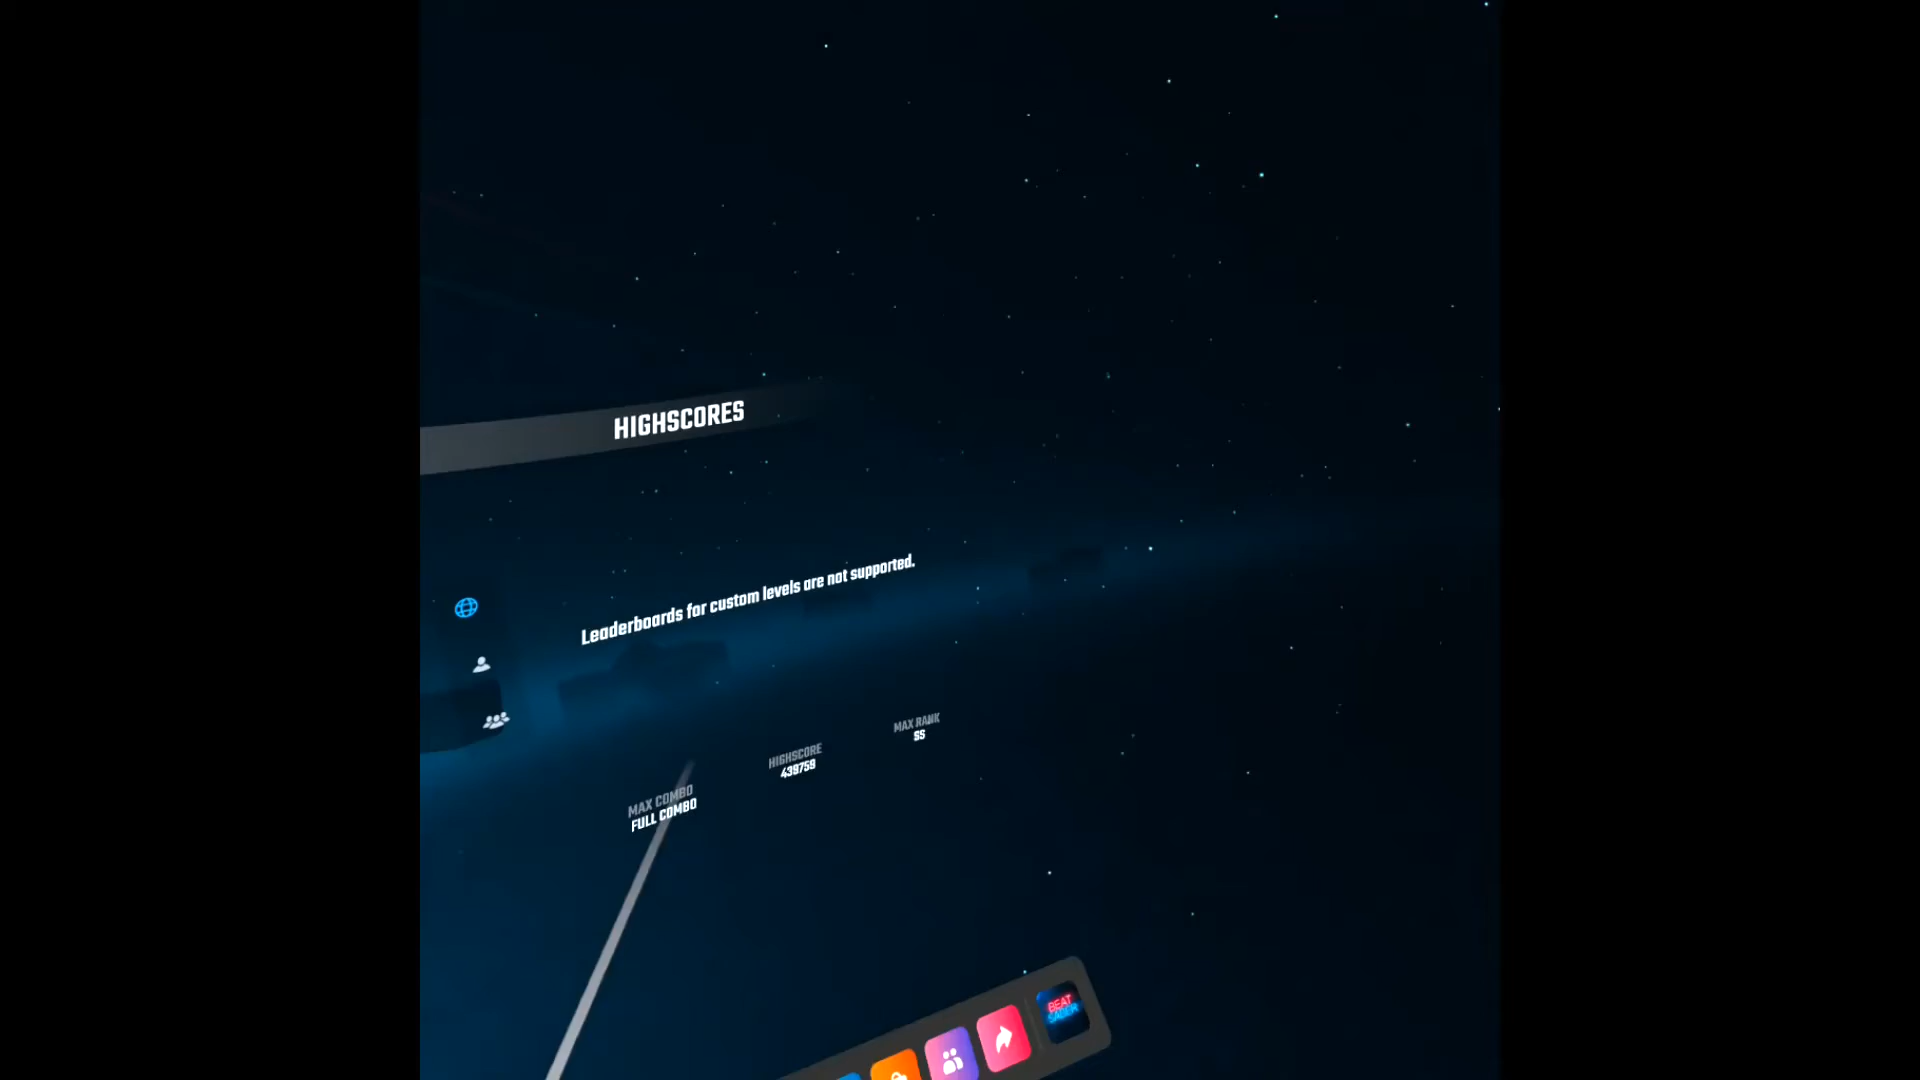 HIGHSCORES
Leaderboards for custom levels are not supported.
MAX COMBO
FULL COMBO
HIGHSCORE
439759
MAX RANK
SS
BEAT
SABER